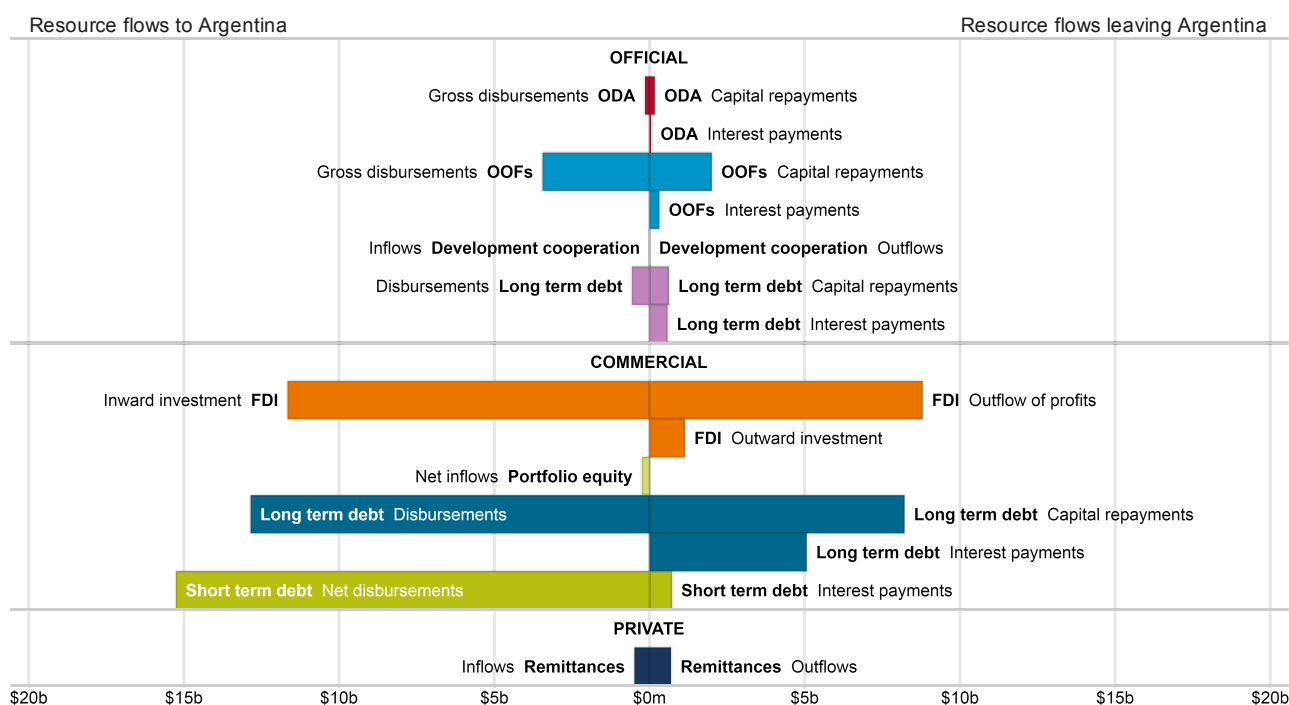 Resource flows to Argentina Resource flows leaving Argentina
OFFICIAL
Gross disbursements ODA ODA Capital repayments
ODA Interest payments
Gross disbursements OOFs OOFs Capital repayments
OOFs Interest payments
Inflows Development cooperation Development cooperation Outflows
Disbursements Long term debt Long term debt Capital repayments
Long term debt Interest payments
COMMERCIAL
Inward investment FDI FDI Outflow of profits
FDI Outward investment
Net inflows Portfolio equity
Long term debt Disbursements Long term debt Capital repayments
Long term debt Interest payments
Short term debt Net disbursements Short term debt Interest payments
PRIVATE
Inflows Remittances Remittances Outflows
$20b $15b $10b $5b $0m $5b $10b $15b $20b